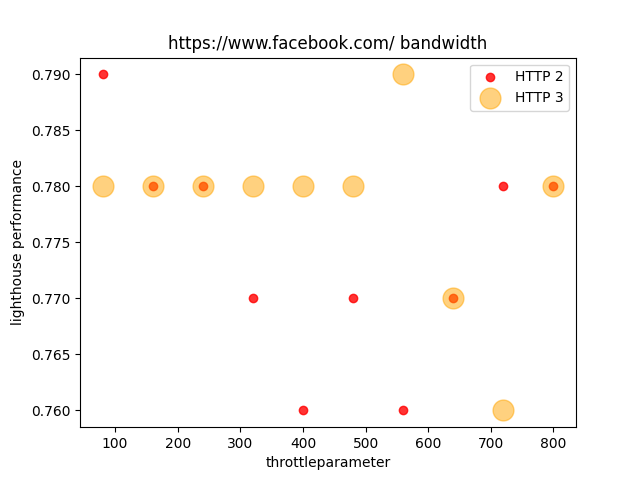 https://www.facebook.com/ bandwidth
HTTP 2
HTTP 3
lighthouse performance
0.790
0.785
0.780
0.775
0.770
0.765
0.760
100 200 300 400 500 600 700 800
throttleparameter